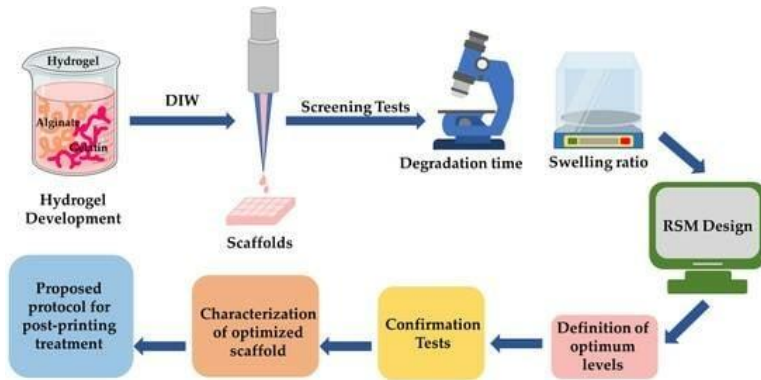 Hydrogel
Alginate
Gelatin
Hydrogel
Development
DIW
Scaffolds
Screening Tests
Degradation time
Swelling ratio
RSM Design
Definition of
optimum
levels
Confirmation
Tests
Characterization
of optimized
scaffold
Proposed
protocol for
post-printing
treatment